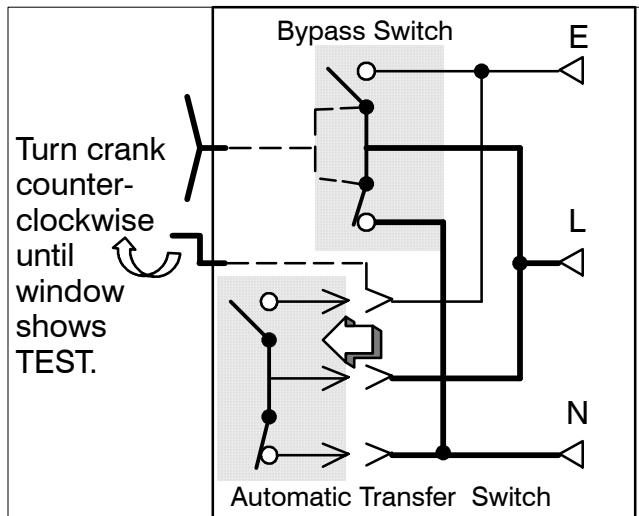 Bypass Switch
E
Turn crank
counter-
clockwise
until
window
shows
TEST.
L
N
Automatic Transfer Switch